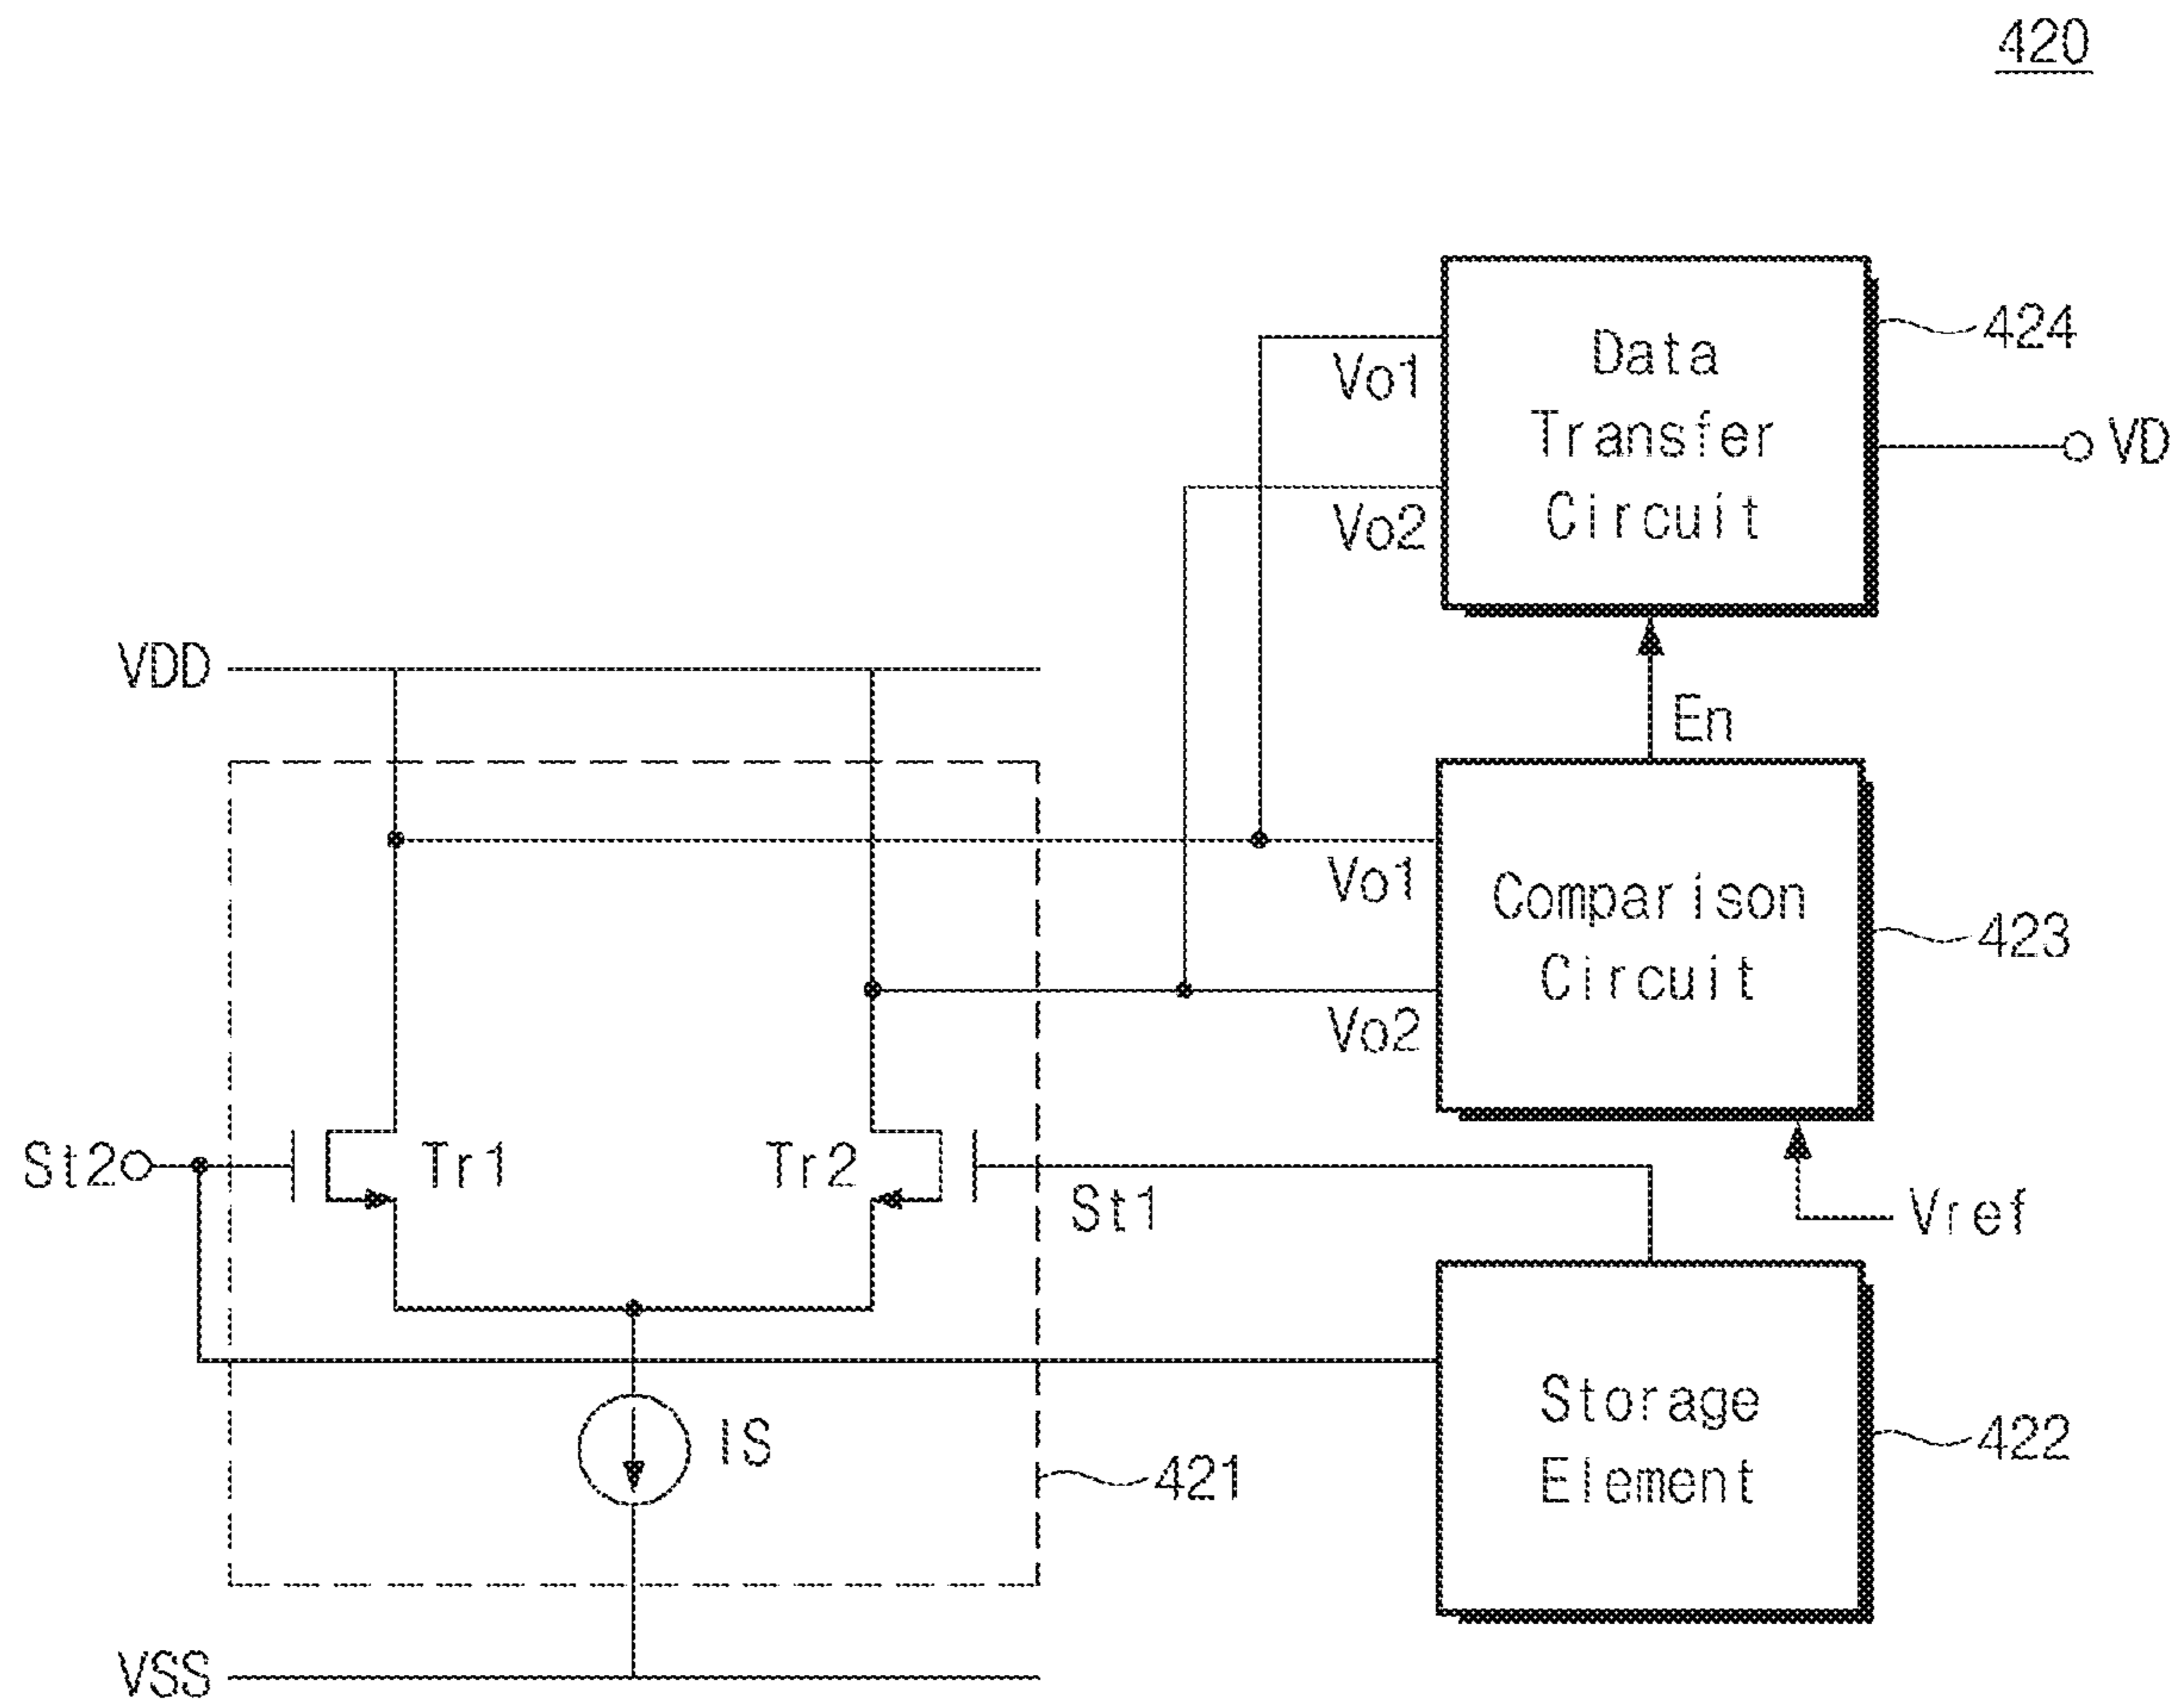 420
424
Data
Transfer
Circuit
Vo1
Vo2
VD
VDD
En
Vo1
Vo2
Comparison
Circuit
423
St2
Tr1
Tr2
St1
Vref
IS
421
Storage
Element
422
VSS